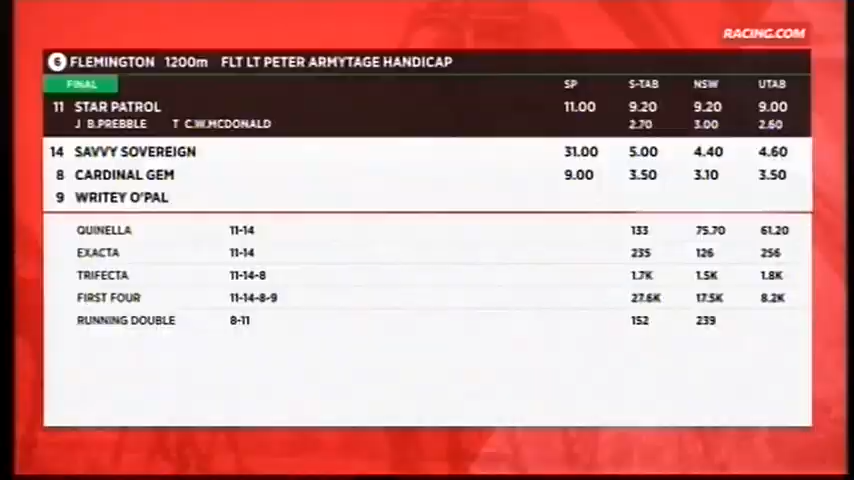 RACING.COM
6 FLEMINGTON 1200m FLT LT PETER ARMYTAGE HANDICAP
FINAL SP S-TAB NSW UTAB
11 STAR PATROL 11.00 9.20 9.20 9.00
J B.PREBBLE T C.W.MCDONALD 2.70 3.00 2.60
14 SAVVY SOVEREIGN 31.00 5.00 4.40 4.60
8 CARDINAL GEM 9.00 3.50 3.10 3.50
9 WRITEY O'PAL
QUINELLA 11-14 133 75.70 61.20
EXACTA 11-14 235 126 256
TRIFECTA 11-14-8 1.7K 1.5K 1.8K
FIRST FOUR 11-14-8-9 27.6K 17.5K 8.2K
RUNNING DOUBLE 8-11 152 239